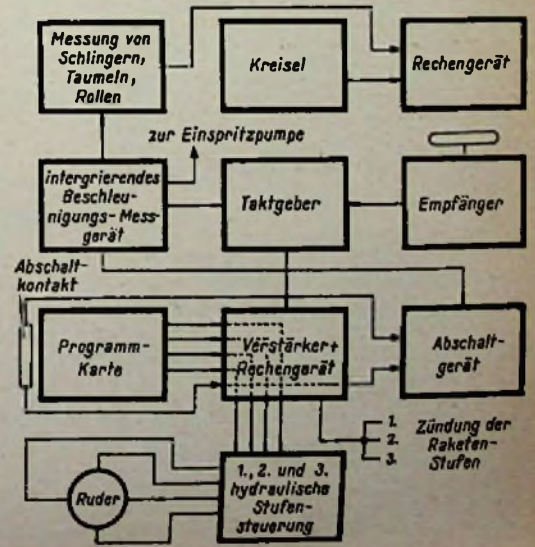 Messung von
Schlingern,
Taumeln,
Rollen
Kreisel
Rechengerät
zur Einspritzpumpe
intergrierendes
Beschleu-
nigungs-Mess-
gerät
Taktgeber
Empfänger
Abschalt-
kontakt
Programm-
Karte
Verstärker+
Rechengerät
Abschalt-
gerät
1.
2.
3.
Zündung der
Raketen-
Stufen
Ruder
1., 2. und 3.
hydraulische
Stufen-
steuerung